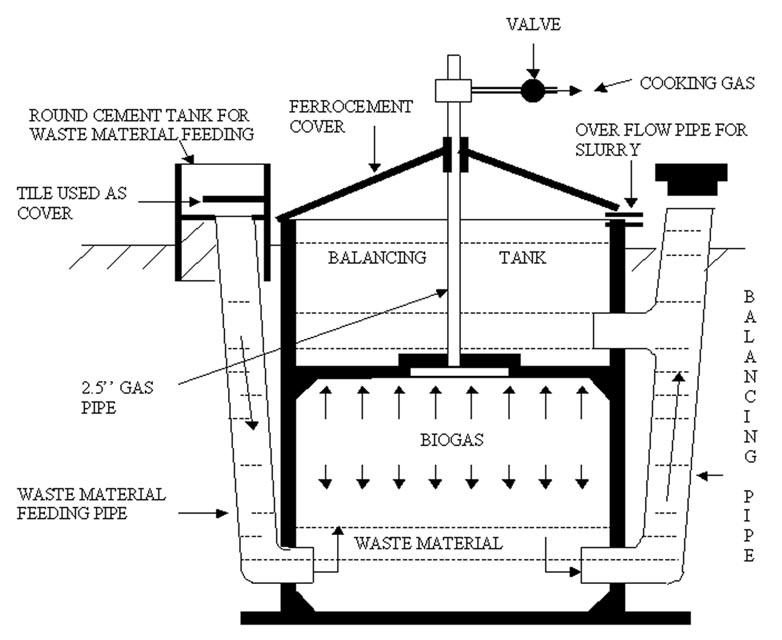 VALVE
COOKING GAS
ROUND CEMENT TANK FOR
WASTE MATERIAL FEEDING
FERROCEMENT
COVER
OVER FLOW PIPE FOR
SLURRY
TILE USED AS
COVER
BALANCING TANK
BALANCING PIPE
2.5’’ GAS
PIPE
BIOGAS
WASTE MATERIAL
FEEDING PIPE
WASTE MATERIAL